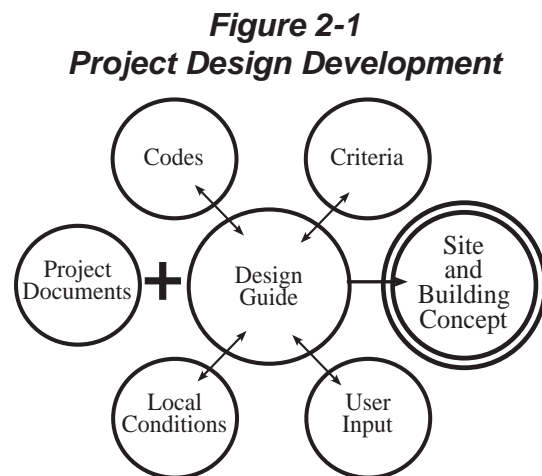 Figure 2-1
Project Design Development
Codes
Criteria
Project
Documents
+
Design
Guide
Site
and
Building
Concept
Local
Conditions
User
Input